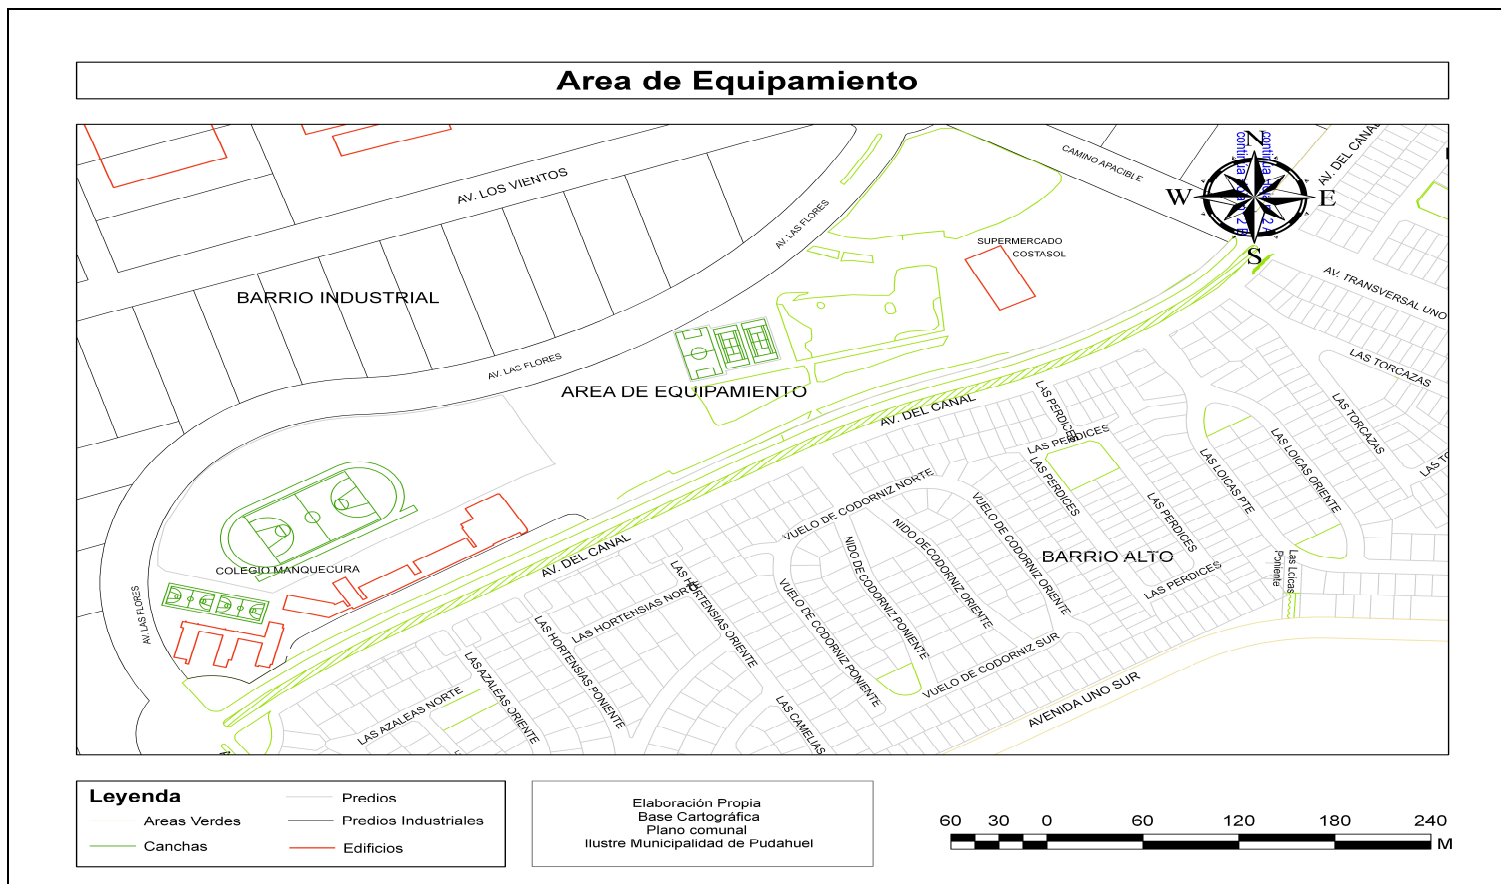 Area de Equipamiento
CAMINO APACIBLE
AV. DEL CANAL
N
W
E
S
AV. LOS VIENTOS
AV. LAS FLORES
SUPERMERCADO
COSTASOL
AV. TRANSVERSAL UNO
BARRIO INDUSTRIAL
AV. LAS FLORES
LAS TORCAZAS
AREA DE EQUIPAMIENTO
AV. DEL CANAL
LAS PERDICES
LAS TORCAZAS
LAS PERDICES
LAS LOICAS ORIENTE
LAS LOICAS PTE
LAS PERDICES
LAS TO
VUELO DE CODORNIZ NORTE
VUELO DE CODORNIZ ORIENTE
LAS PERDICES
NIDO DE CODORNIZ ORIENTE
NIDO DE CODORNIZ PONIENTE
AV. DEL CANAL
BARRIO ALTO
Las Loicas
Poniente
COLEGIO MANQUECURA
LAS HORTENSIAS ORIENTE
VUELO DE CODORNIZ PONIENTE
LAS PERDICES
AV. LAS FLORES
LAS HORTENSIAS NORTE
LAS HORTENSIAS PONIENTE
VUELO DE CODORNIZ SUR
LAS AZALEAS ORIENTE
LAS AZALEAS NORTE
LAS CAMELIAS
AVENIDA UNO SUR
Leyenda
Predios
Areas Verdes
Predios Industriales
Canchas
Edificios
Elaboración Propia
Base Cartográfica
Plano comunal
Ilustre Municipalidad de Pudahuel
60 30 0 60 120 180 240
M